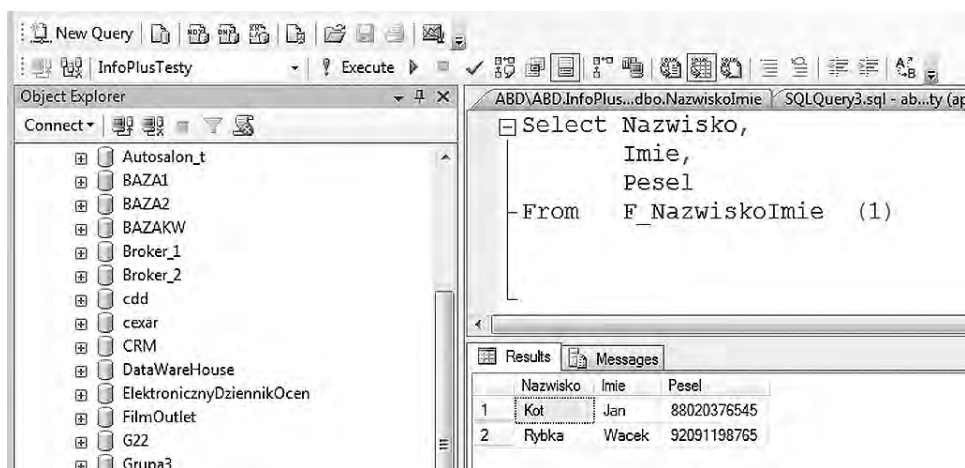 New Query
InfoPlusTesty
Execute
Object Explorer
ABD\ABD.InfoPlus...dbo.NazwiskoImie
SQLQuery3.sql - ab...ty (ap
Connect
Select Nazwisko,
Imie,
Pesel
From F_NazwiskoImie (1)
Autosalon_t
BAZA1
BAZA2
BAZAKW
Broker_1
Broker_2
cdd
cexar
CRM
DataWareHouse
ElektronicznyDziennikOcen
FilmOutlet
G22
Grupa3
Results
Messages
Nazwisko Imie Pesel
1 Kot Jan 88020376545
2 Rybka Wacek 92091198765